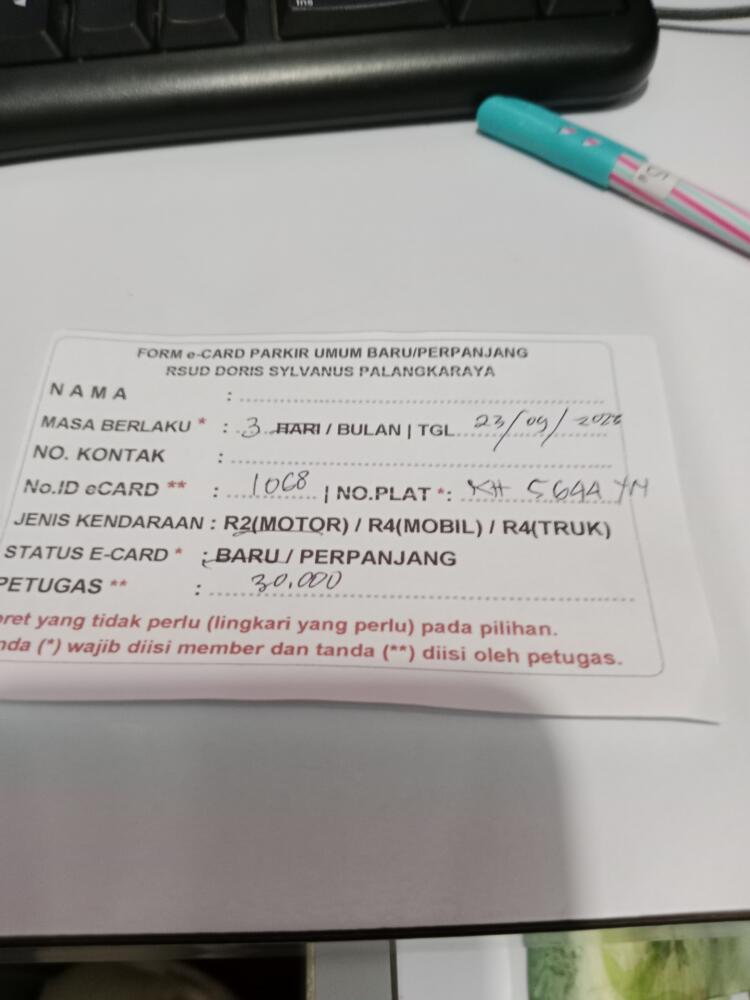 Ins
FORM e-CARD PARKIR UMUM BARU/PERPANJANG
RSUD DORIS SYLVANUS PALANGKARAYA
NAMA :
MASA BERLAKU * : 3 HARI / BULAN | TGL 23/09/2026
NO. KONTAK :
No.ID eCARD ** : 1068 | NO.PLAT *: KH 5644 YM
JENIS KENDARAAN : R2(MOTOR) / R4(MOBIL) / R4(TRUK)
STATUS E-CARD * : BARU / PERPANJANG
PETUGAS ** : 30.000
yang tidak perlu (lingkari yang perlu) pada pilihan.
(*) wajib diisi member dan tanda (**) diisi oleh petugas.